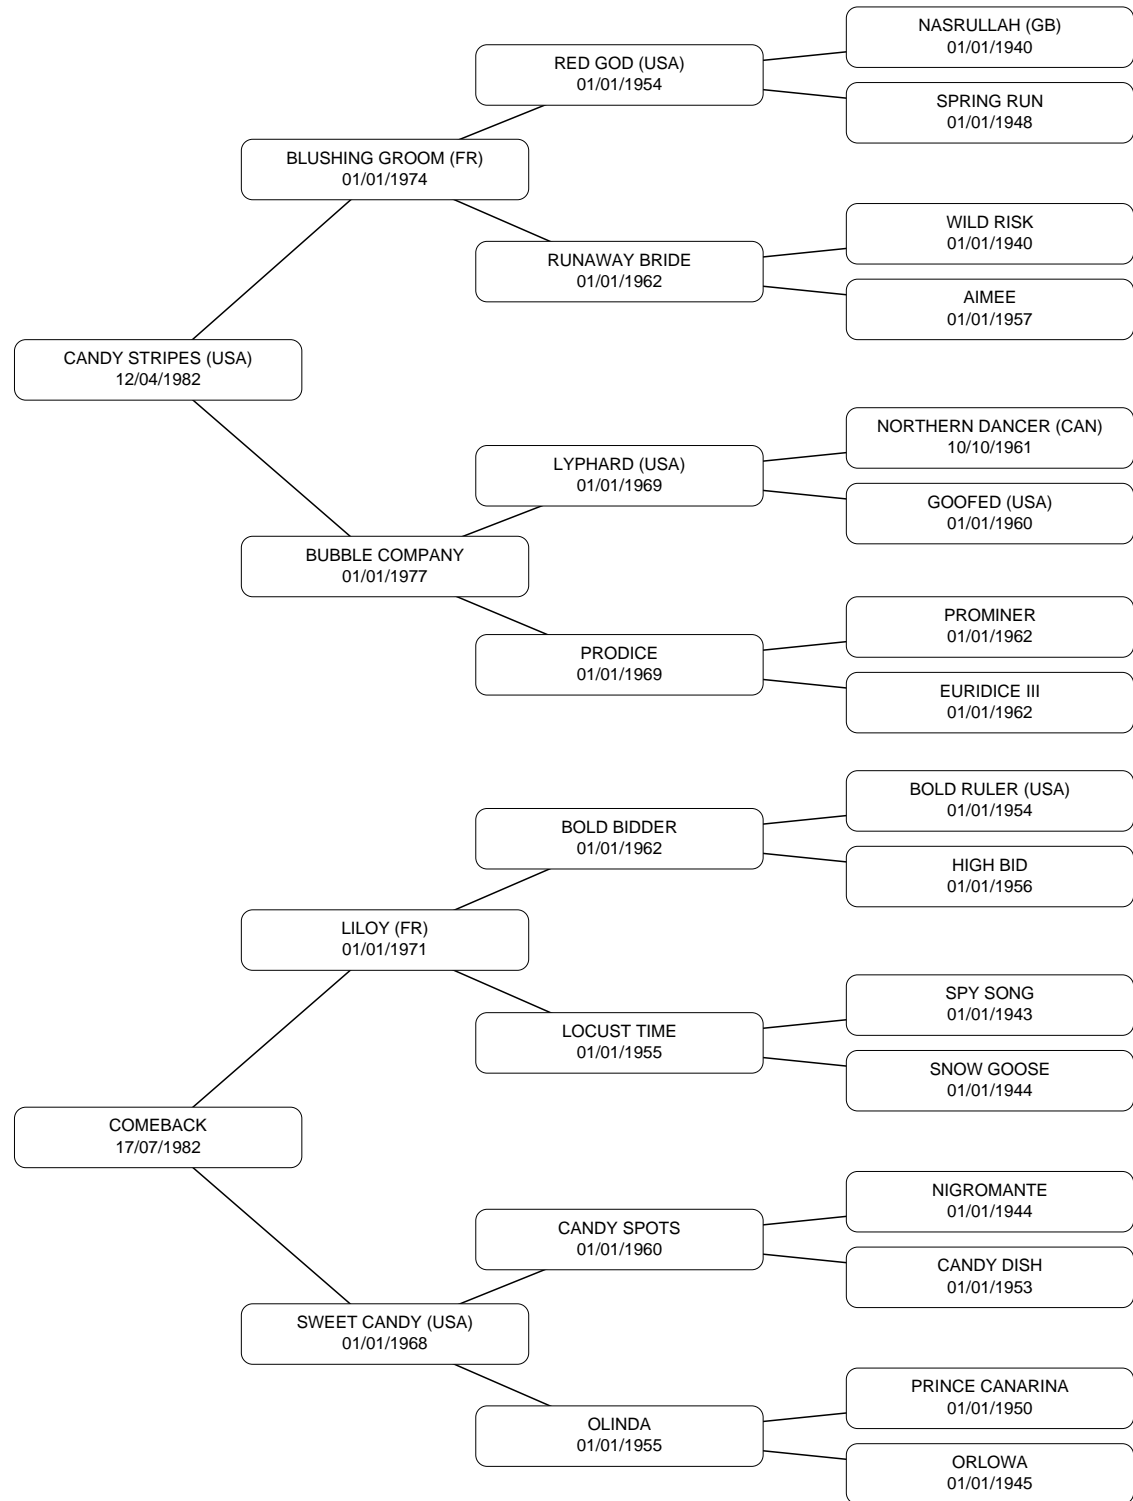 NASRULLAH (GB)
01/01/1940
RED GOD (USA)
01/01/1954
SPRING RUN
01/01/1948
BLUSHING GROOM (FR)
01/01/1974
WILD RISK
01/01/1940
RUNAWAY BRIDE
01/01/1962
AIMEE
01/01/1957
CANDY STRIPES (USA)
12/04/1982
NORTHERN DANCER (CAN)
10/10/1961
LYPHARD (USA)
01/01/1969
GOOFED (USA)
01/01/1960
BUBBLE COMPANY
01/01/1977
PROMINER
01/01/1962
PRODICE
01/01/1969
EURIDICE III
01/01/1962
BOLD RULER (USA)
01/01/1954
BOLD BIDDER
01/01/1962
HIGH BID
01/01/1956
LILOY (FR)
01/01/1971
SPY SONG
01/01/1943
LOCUST TIME
01/01/1955
SNOW GOOSE
01/01/1944
COMEBACK
17/07/1982
NIGROMANTE
01/01/1944
CANDY SPOTS
01/01/1960
CANDY DISH
01/01/1953
SWEET CANDY (USA)
01/01/1968
PRINCE CANARINA
01/01/1950
OLINDA
01/01/1955
ORLOWA
01/01/1945